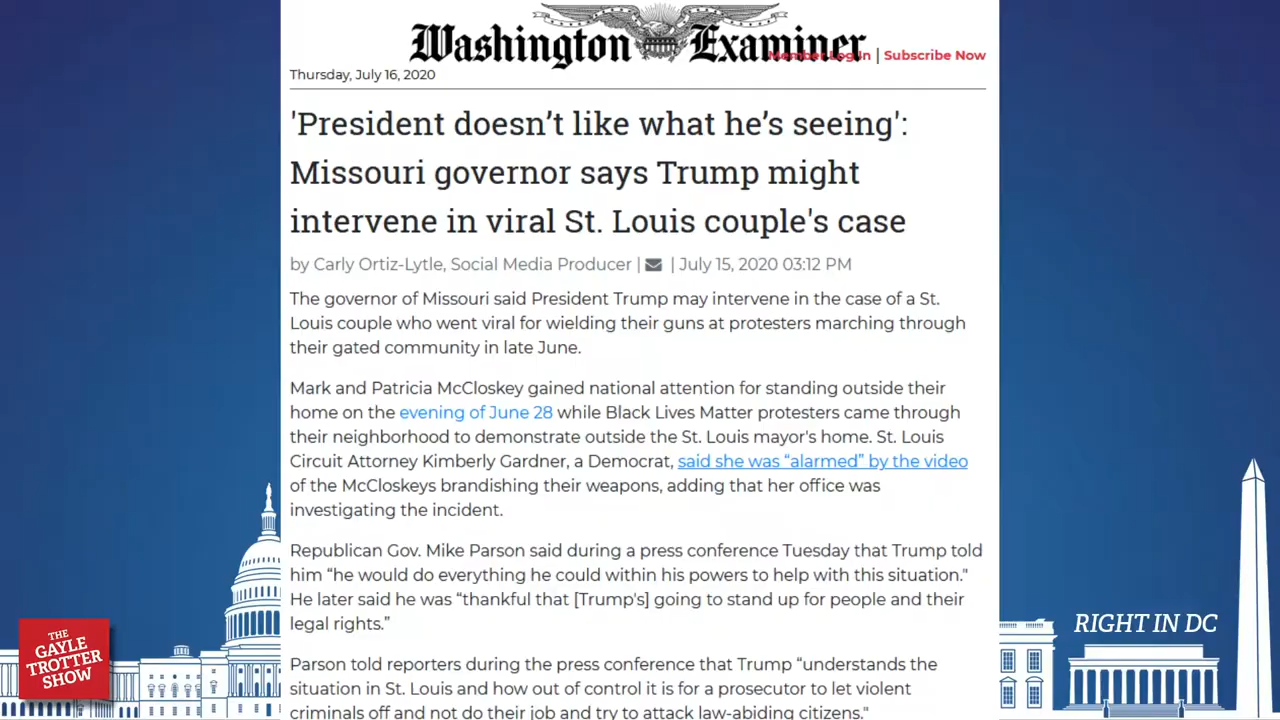 Washington Examiner
Member Log In | Subscribe Now
Thursday, July 16, 2020
'President doesn’t like what he’s seeing':
Missouri governor says Trump might
intervene in viral St. Louis couple's case
by Carly Ortiz-Lytle, Social Media Producer | | July 15, 2020 03:12 PM
The governor of Missouri said President Trump may intervene in the case of a St.
Louis couple who went viral for wielding their guns at protesters marching through
their gated community in late June.
Mark and Patricia McCloskey gained national attention for standing outside their
home on the evening of June 28 while Black Lives Matter protesters came through
their neighborhood to demonstrate outside the St. Louis mayor's home. St. Louis
Circuit Attorney Kimberly Gardner, a Democrat, said she was “alarmed” by the video
of the McCloskeys brandishing their weapons, adding that her office was
investigating the incident.
Republican Gov. Mike Parson said during a press conference Tuesday that Trump told
him “he would do everything he could within his powers to help with this situation."
He later said he was “thankful that [Trump's] going to stand up for people and their
legal rights.”
Parson told reporters during the press conference that Trump “understands the
situation in St. Louis and how out of control it is for a prosecutor to let violent
criminals off and not do their job and try to attack law-abiding citizens."
THE
GAYLE
TROTTER
SHOW
RIGHT IN DC